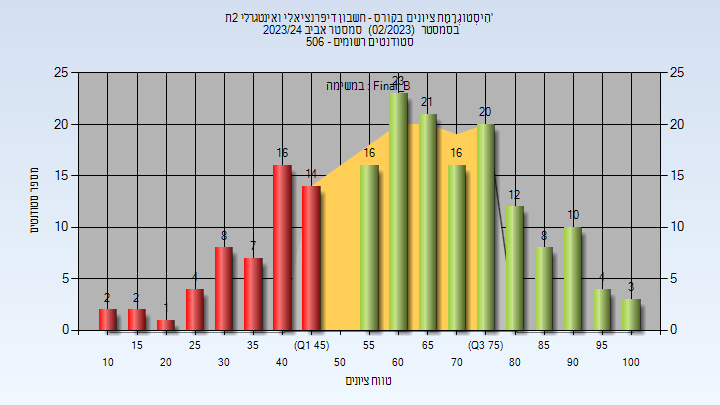 היסטוגרמת ציונים בקורס - חשבון דיפרנציאלי ואינטגרלי 2ת'
בסמסטר (02/2023) סמסטר אביב 2023/24
סטודנטים רשומים - 506
במשימה : Final_B
מספר סטודנטים
25 25
20 20
15 15
10 10
5 5
0 0
2 2 1 4 8 7 16 14 16 23 21 16 20 12 8 10 4 3
15 25 35 (Q1 45) 55 65 (Q3 75) 85 95
10 20 30 40 50 60 70 80 90 100
טווח ציונים